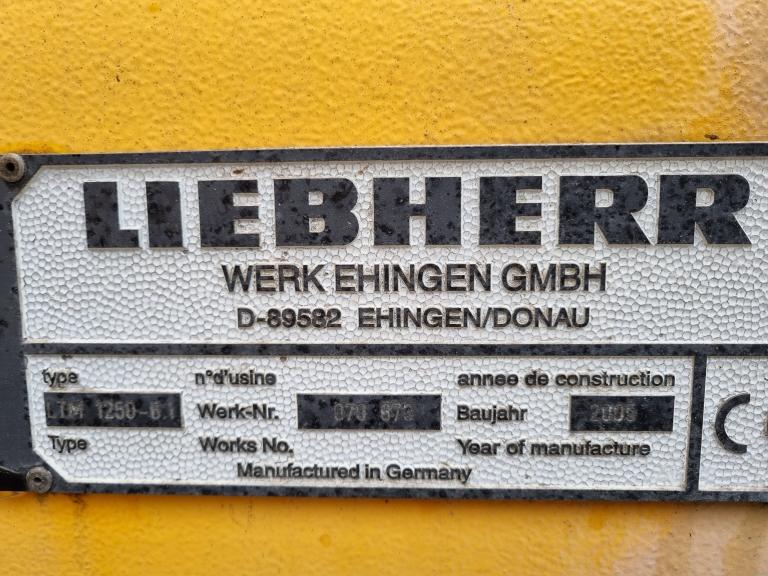 LIEBHERR
WERK EHINGEN GMBH
D-89582 EHINGEN/DONAU
type n°d'usine annee de construction
LTM 1250-6.1 Werk-Nr. 070 Baujahr
Type Works No. Year of manufacture
Manufactured in Germany